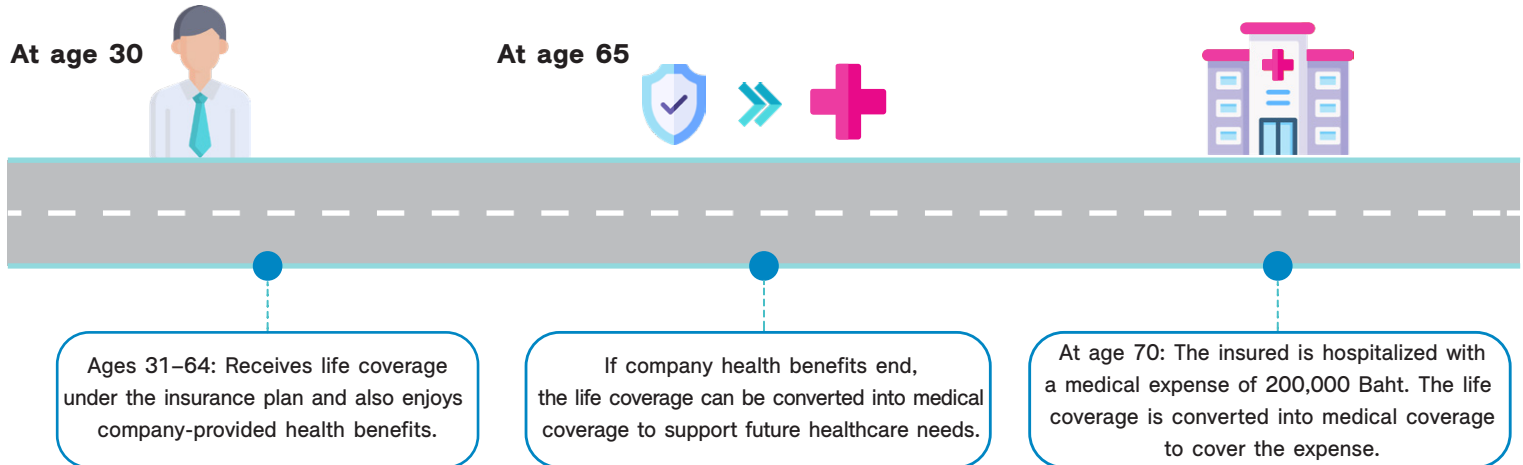 At age 30
At age 65
Ages 31–64: Receives life coverage
under the insurance plan and also enjoys
company-provided health benefits.
If company health benefits end,
the life coverage can be converted into medical
coverage to support future healthcare needs.
At age 70: The insured is hospitalized with
a medical expense of 200,000 Baht. The life
coverage is converted into medical coverage
to cover the expense.